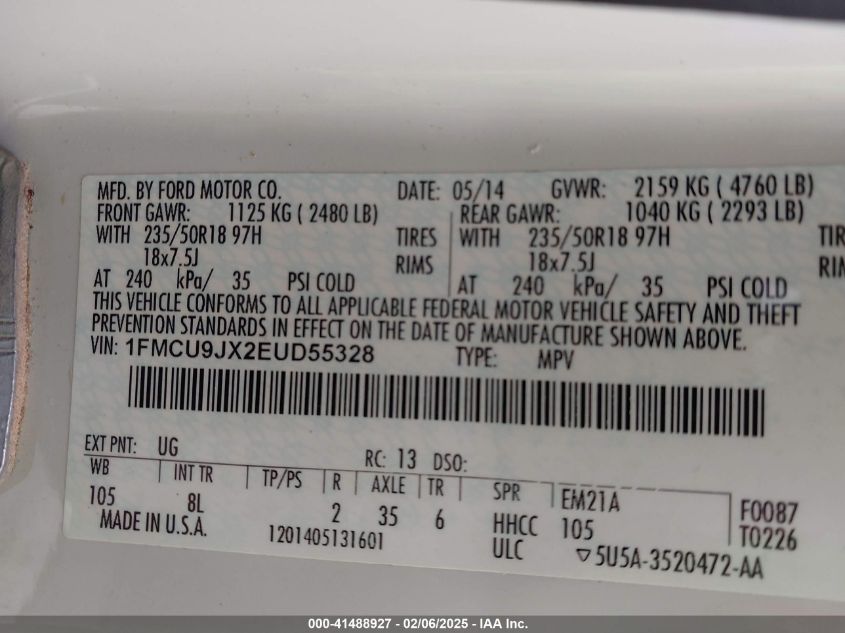 MFD. BY FORD MOTOR CO. DATE: 05/14 GVWR: 2159 KG ( 4760 LB)
FRONT GAWR: 1125 KG ( 2480 LB) REAR GAWR: 1040 KG ( 2293 LB)
WITH 235/50R18 97H TIRES WITH 235/50R18 97H TIR
18x7.5J RIMS 18x7.5J RIM
AT 240 kPa/ 35 PSI COLD AT 240 kPa/ 35 PSI COLD
THIS VEHICLE CONFORMS TO ALL APPLICABLE FEDERAL MOTOR VEHICLE SAFETY AND THEFT
PREVENTION STANDARDS IN EFFECT ON THE DATE OF MANUFACTURE SHOWN ABOVE.
VIN: 1FMCU9JX2EUD55328 TYPE: MPV
EXT PNT: UG RC: 13 DSO:
WB INT TR TP/PS R AXLE TR SPR EM21A F0087
105 8L 2 35 6 HHCC 105 T0226
MADE IN U.S.A. 1201405131601 ULC ▽5U5A-3520472-AA
000-41488927 - 02/06/2025 - IAA Inc.